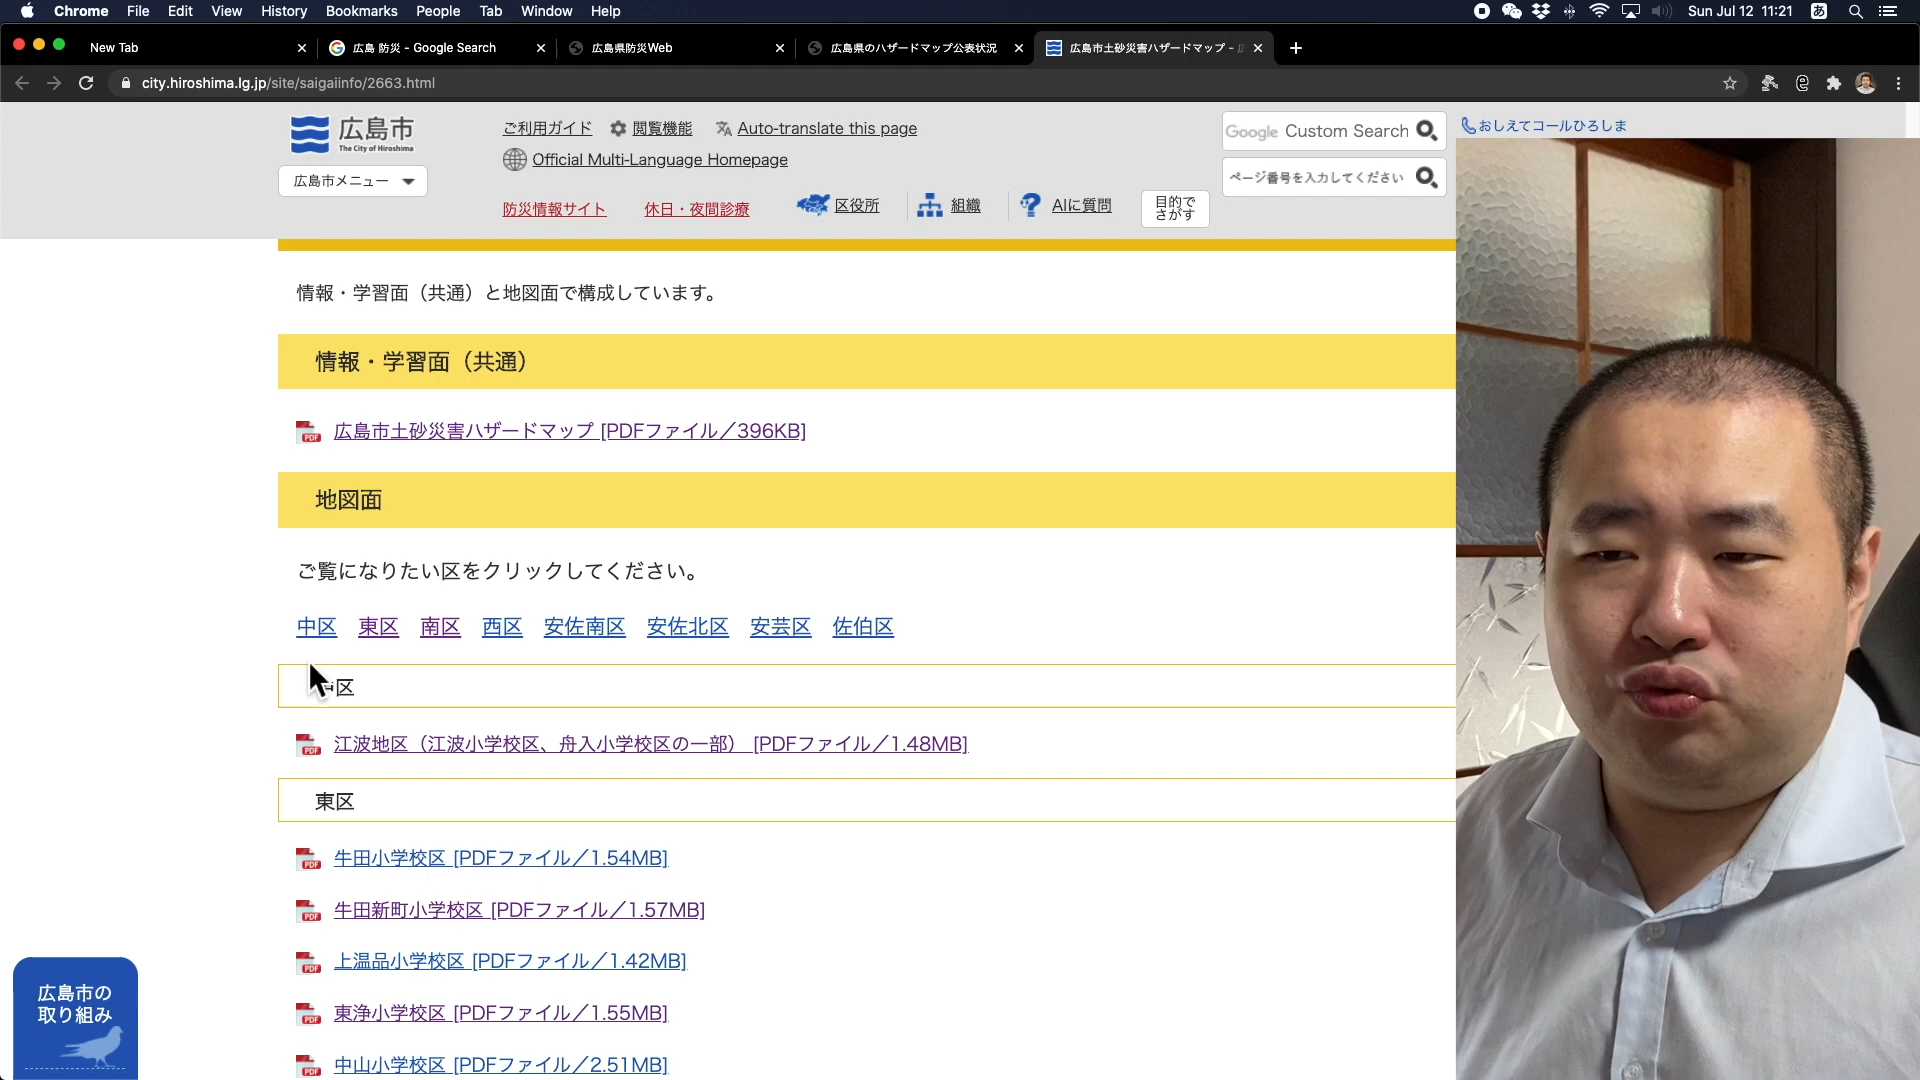 Chrome File Edit View History Bookmarks People Tab Window Help
Sun Jul 12 11:21 あ
New Tab
広島 防災 - Google Search
広島県防災Web
広島県のハザードマップ公表状況
広島市土砂災害ハザードマップ -
city.hiroshima.lg.jp/site/saigaiinfo/2663.html
広島市
The City of Hiroshima
広島市メニュー
ご利用ガイド 閲覧機能 Auto-translate this page
Official Multi-Language Homepage
防災情報サイト 休日・夜間診療
区役所 組織 AIに質問
目的で
さがす
Google Custom Search
ページ番号を入力してください
おしえてコールひろしま
情報・学習面（共通）と地図面で構成しています。
情報・学習面（共通）
PDF 広島市土砂災害ハザードマップ [PDFファイル／396KB]
地図面
ご覧になりたい区をクリックしてください。
中区 東区 南区 西区 安佐南区 安佐北区 安芸区 佐伯区
区
PDF 江波地区（江波小学校区、舟入小学校区の一部） [PDFファイル／1.48MB]
東区
PDF 牛田小学校区 [PDFファイル／1.54MB]
PDF 牛田新町小学校区 [PDFファイル／1.57MB]
PDF 上温品小学校区 [PDFファイル／1.42MB]
PDF 東浄小学校区 [PDFファイル／1.55MB]
PDF 中山小学校区 [PDFファイル／2.51MB]
広島市の
取り組み